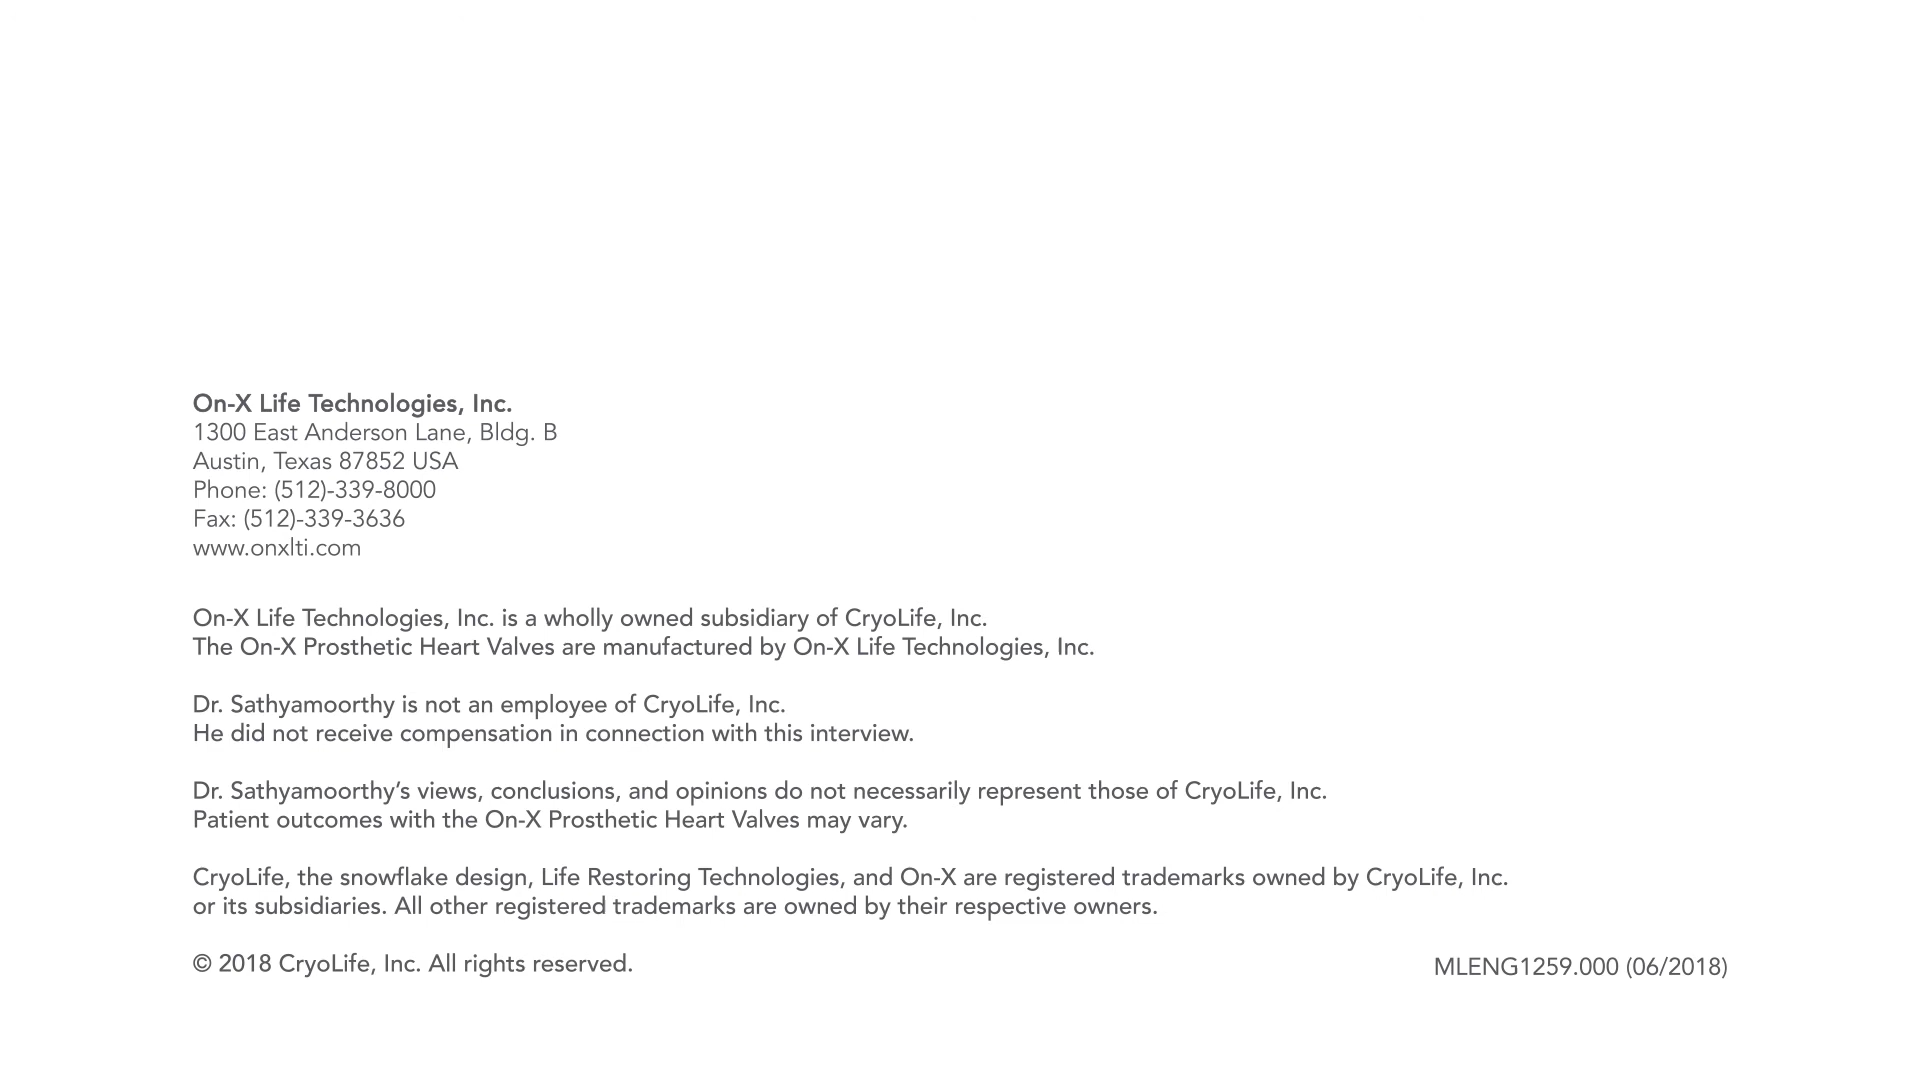 On-X Life Technologies, Inc.
1300 East Anderson Lane, Bldg. B
Austin, Texas 87852 USA
Phone: (512)-339-8000
Fax: (512)-339-3636
www.onxlti.com
On-X Life Technologies, Inc. is a wholly owned subsidiary of CryoLife, Inc.
The On-X Prosthetic Heart Valves are manufactured by On-X Life Technologies, Inc.
Dr. Sathyamoorthy is not an employee of CryoLife, Inc.
He did not receive compensation in connection with this interview.
Dr. Sathyamoorthy’s views, conclusions, and opinions do not necessarily represent those of CryoLife, Inc.
Patient outcomes with the On-X Prosthetic Heart Valves may vary.
CryoLife, the snowflake design, Life Restoring Technologies, and On-X are registered trademarks owned by CryoLife, Inc.
or its subsidiaries. All other registered trademarks are owned by their respective owners.
© 2018 CryoLife, Inc. All rights reserved.
MLENG1259.000 (06/2018)